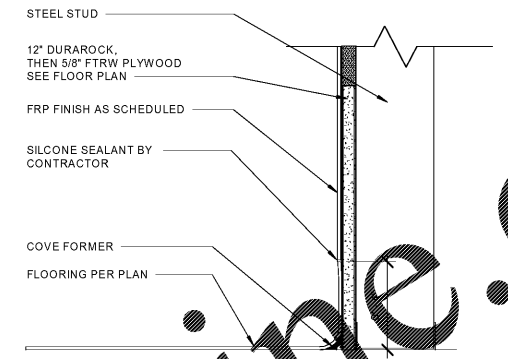 STEEL STUD
12" DURAROCK,
THEN 5/8" FTRW PLYWOOD
SEE FLOOR PLAN
FRP FINISH AS SCHEDULED
SILCONE SEALANT BY
CONTRACTOR
COVE FORMER
FLOORING PER PLAN